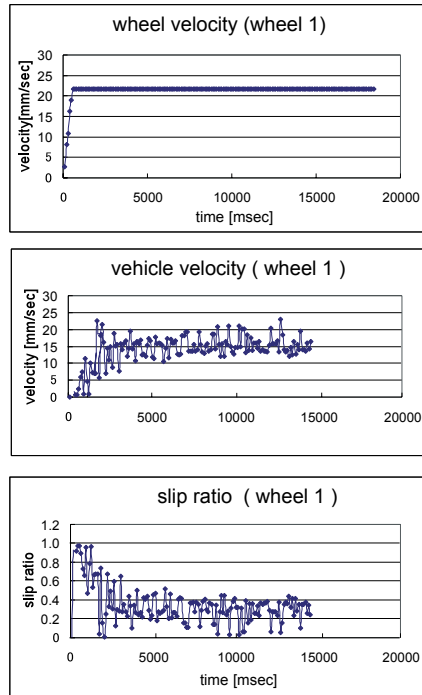 wheel velocity (wheel 1)
velocity[mm/sec]
30
25
20
15
10
5
0
0 5000 10000 15000 20000
time [msec]
vehicle velocity ( wheel 1 )
velocity [mm/sec]
30
25
20
15
10
5
0
0 5000 10000 15000 20000
slip ratio ( wheel 1 )
slip ratio
1.2
1
0.8
0.6
0.4
0.2
0
0 5000 10000 15000 20000
time [msec]